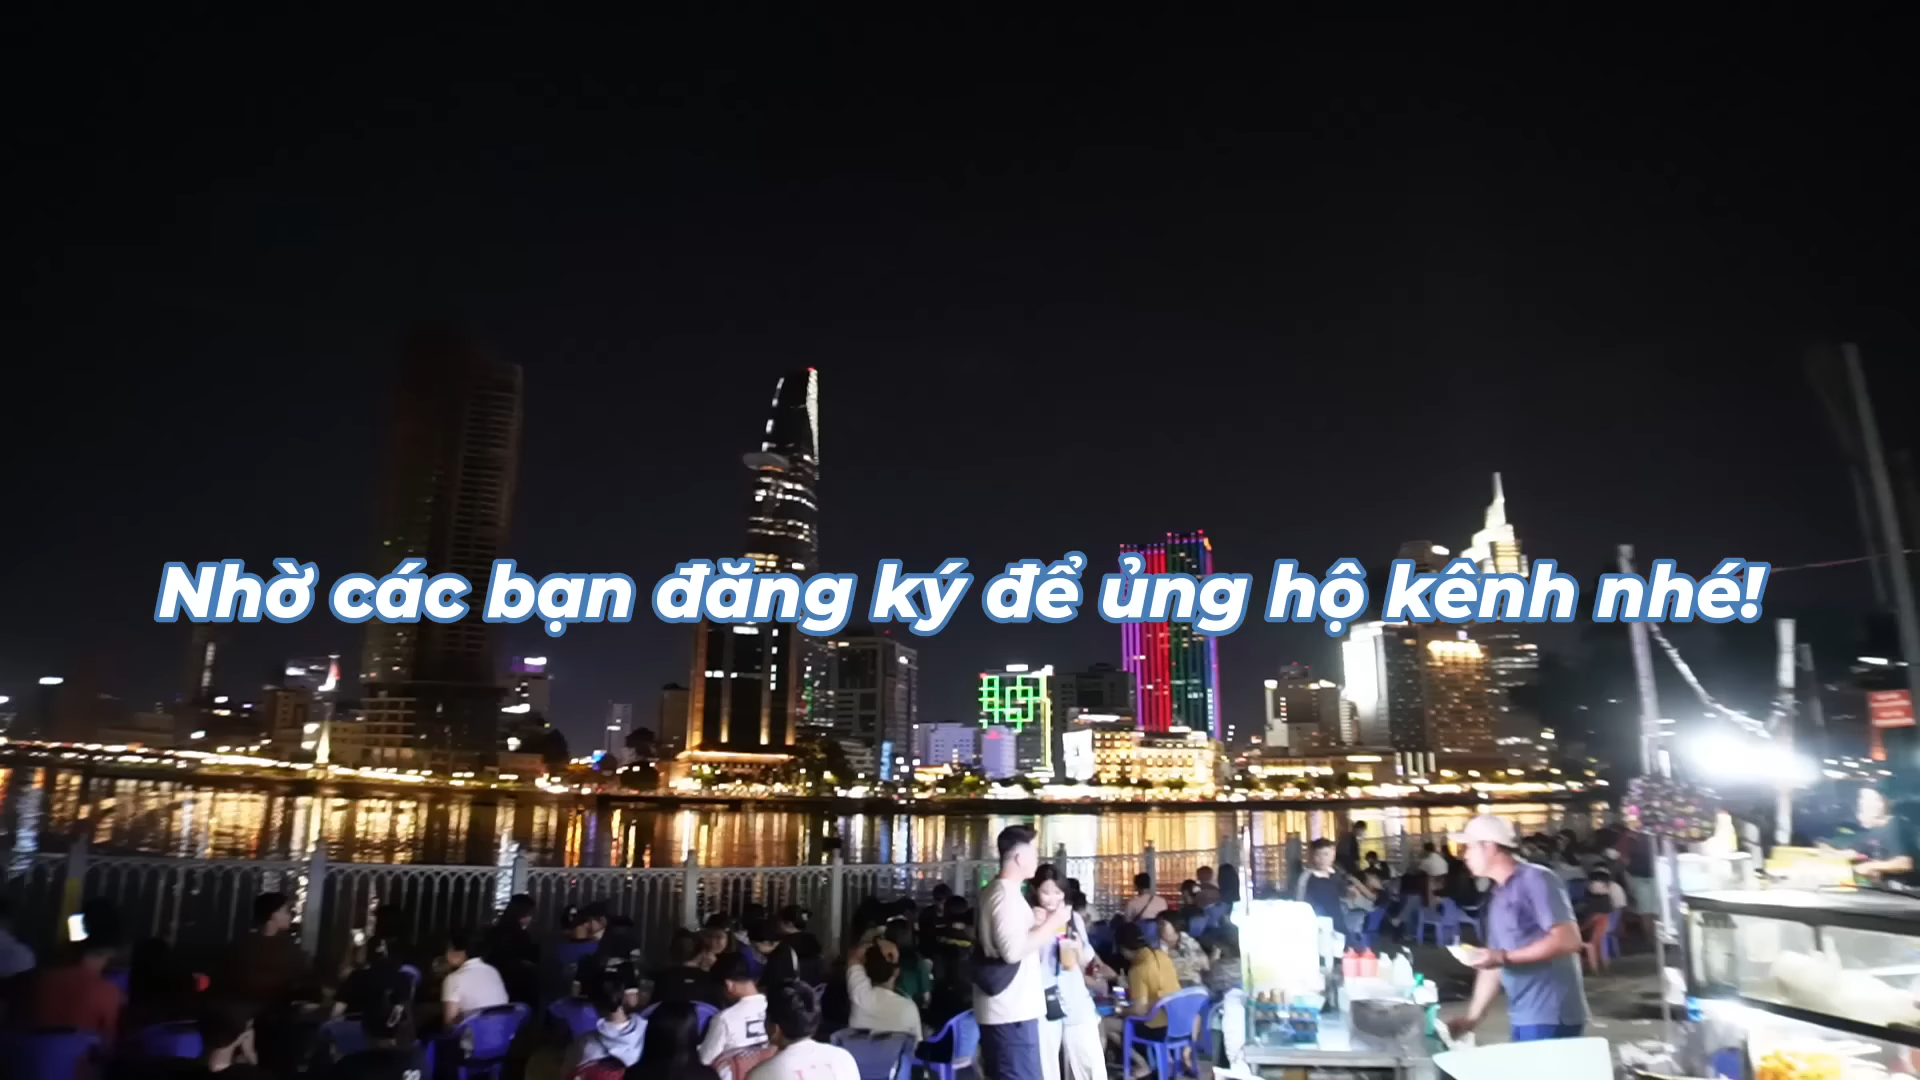 Nhờ các bạn đăng ký để ủng hộ kênh nhé!